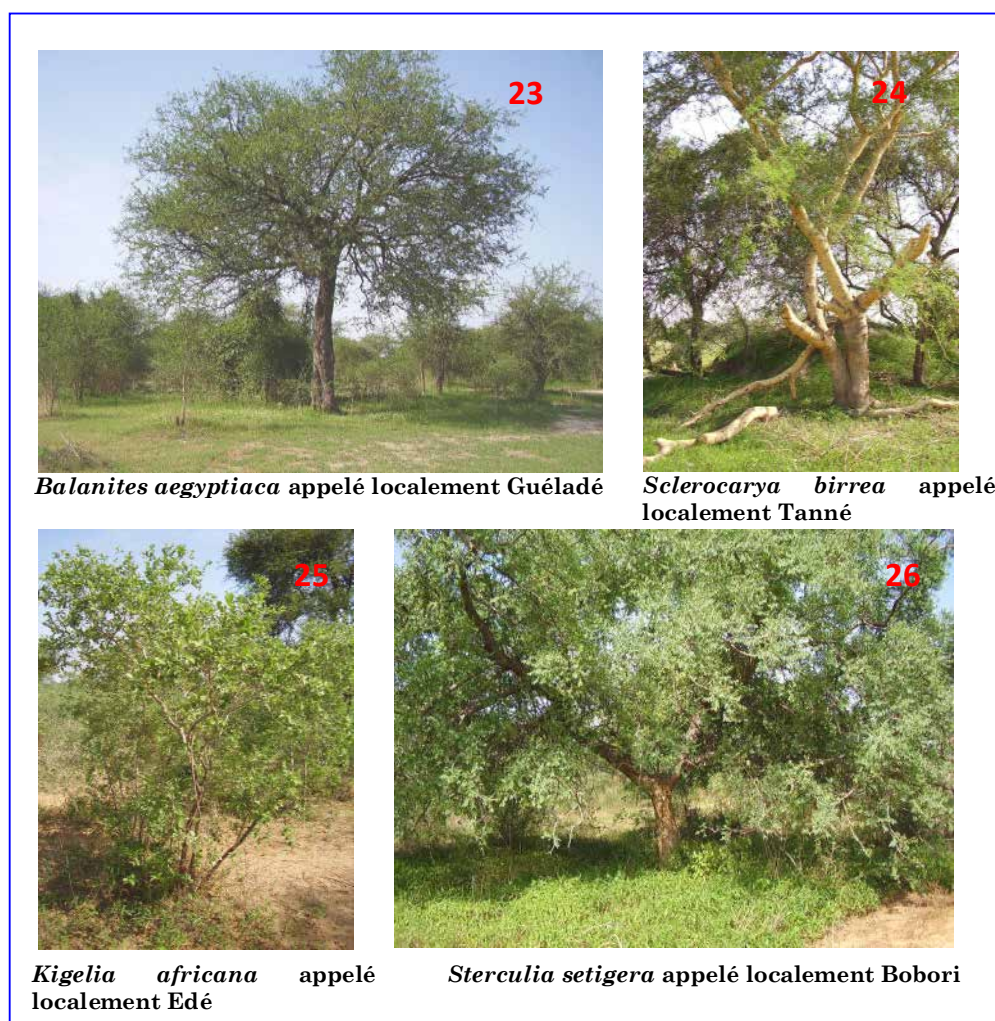 23
24
Balanites aegyptiaca appelé localement Guéladé
Sclerocarya birrea appelé
localement Tanné
25
26
Kigelia africana appelé
localement Edé
Sterculia setigera appelé localement Bobori